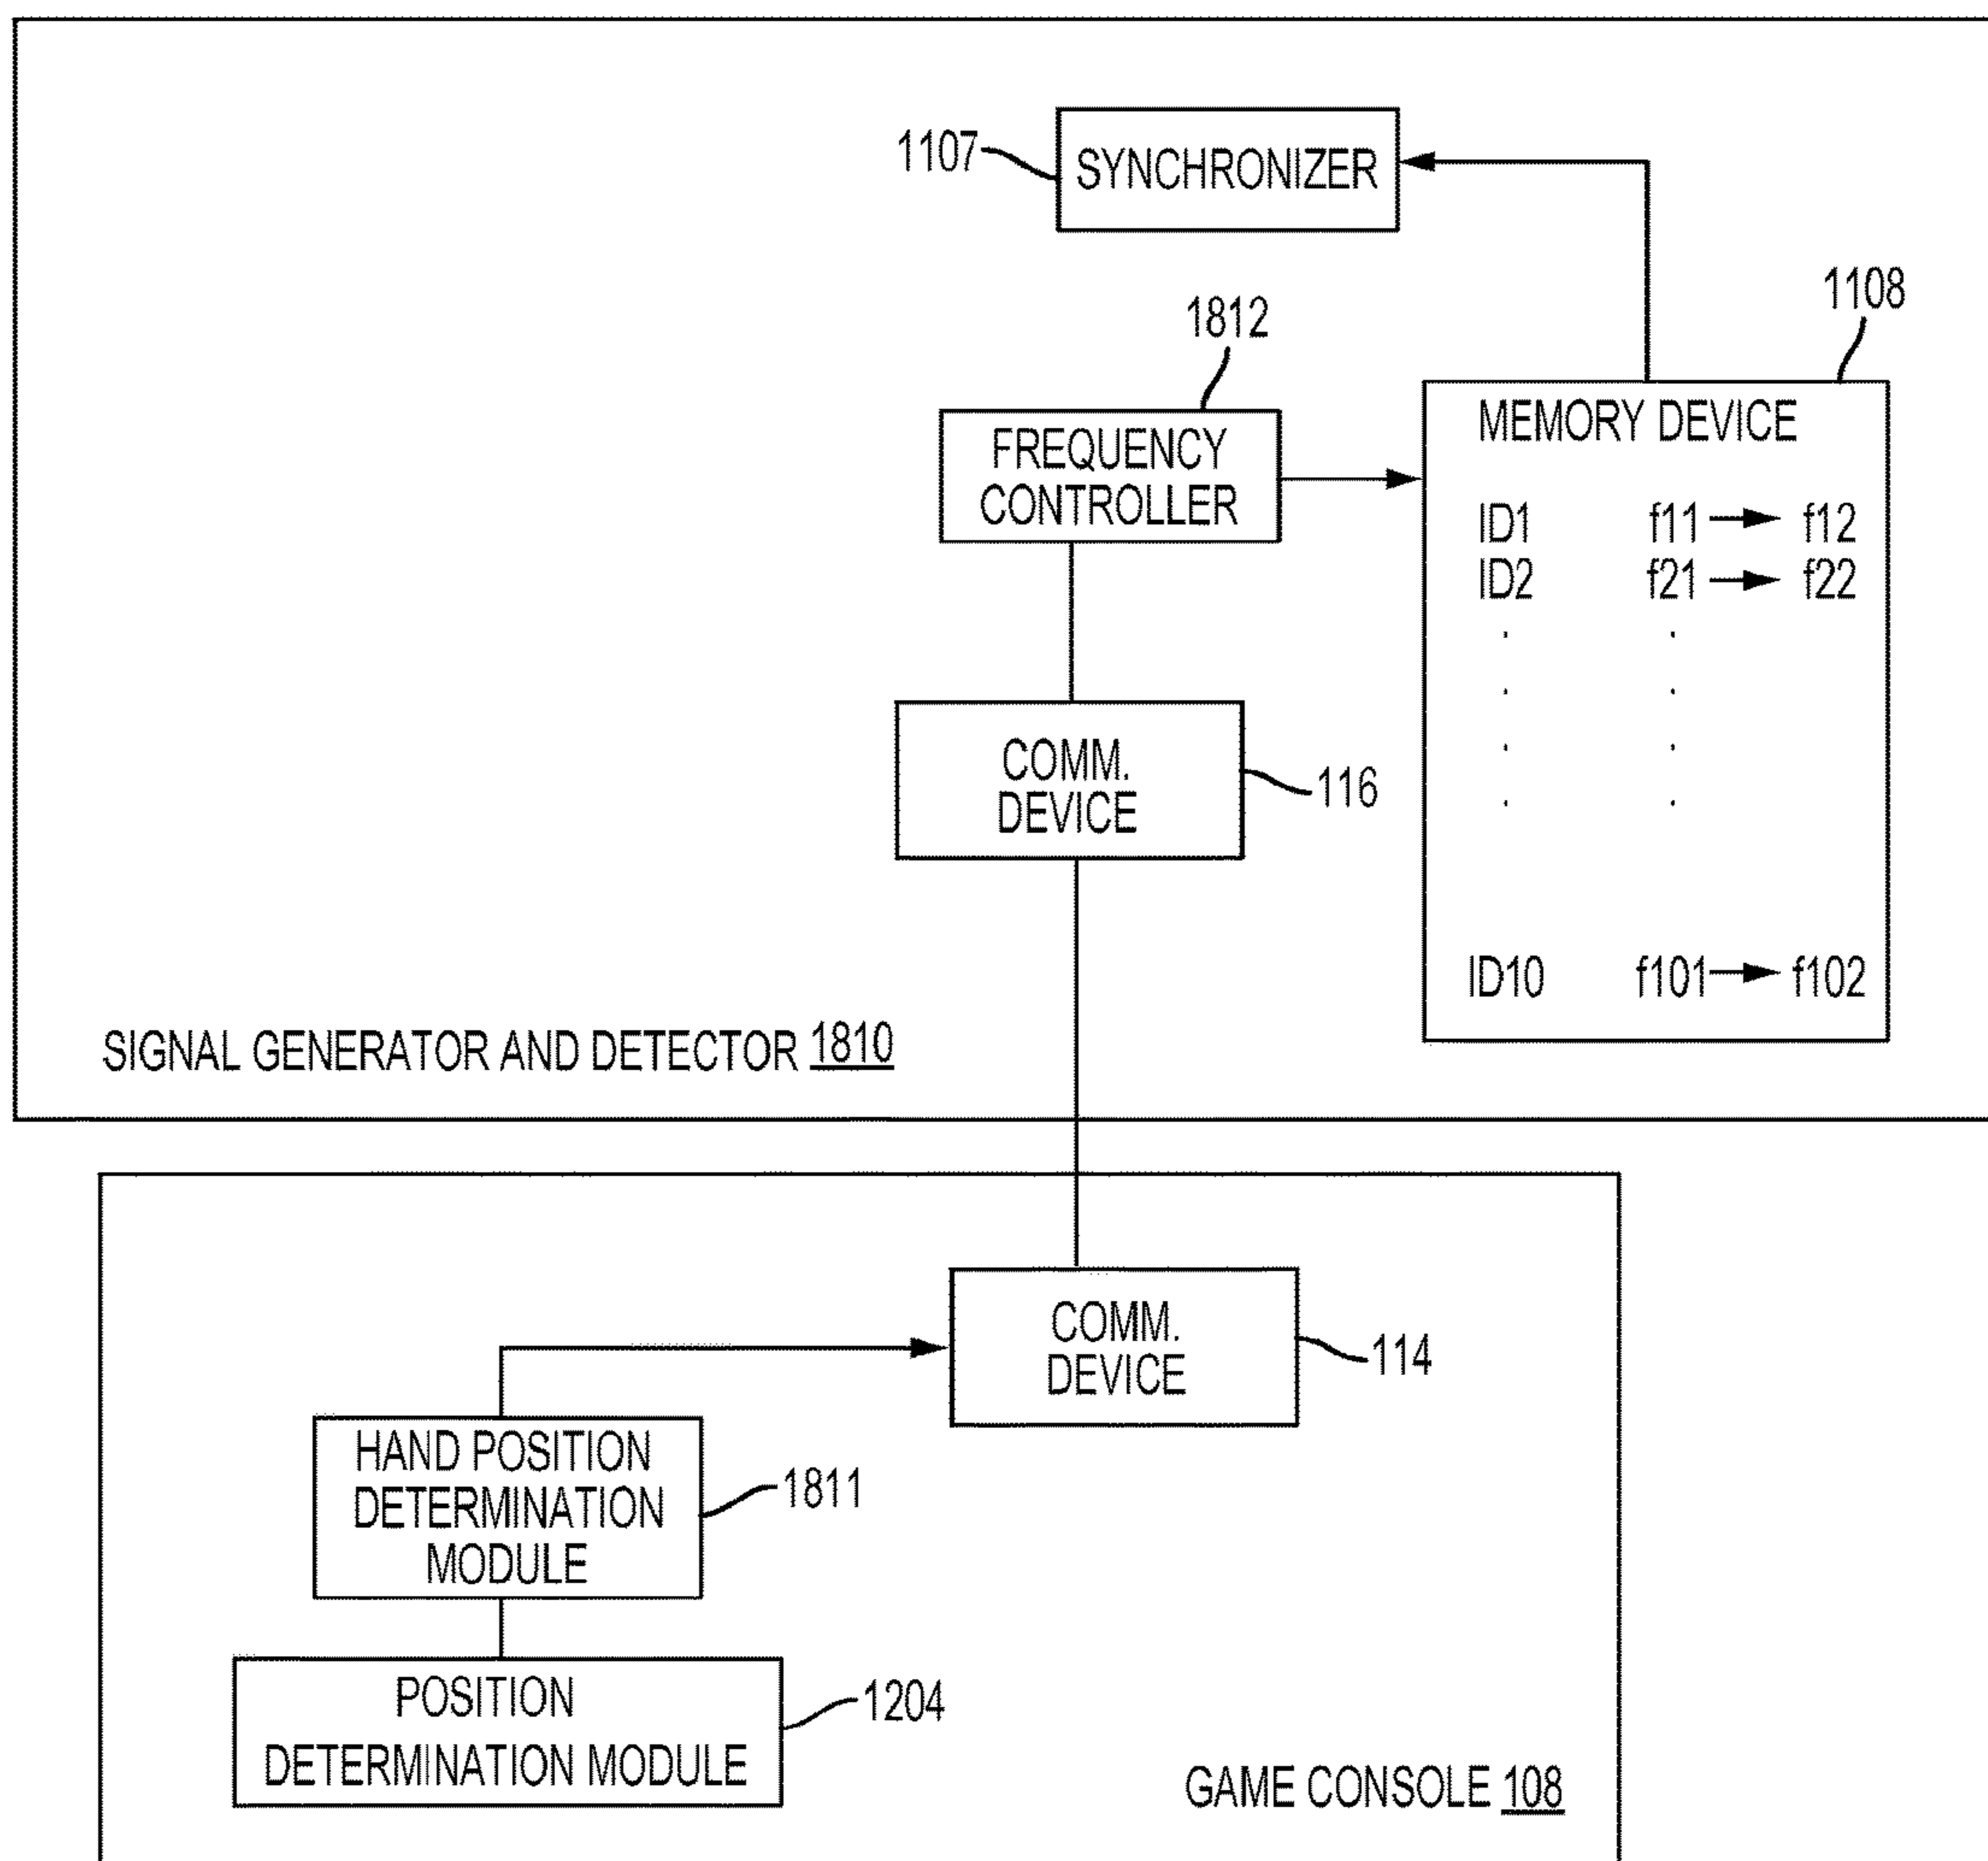 1107
SYNCHRONIZER
1108
1812
FREQUENCY
CONTROLLER
MEMORY DEVICE
ID1 f11 → f12
ID2 f21 → f22
. .
. .
. .
. .
ID10 f101 → f102
COMM.
DEVICE
116
SIGNAL GENERATOR AND DETECTOR 1810
COMM.
DEVICE
114
HAND POSITION
DETERMINATION
MODULE
1811
POSITION
DETERMINATION MODULE
1204
GAME CONSOLE 108